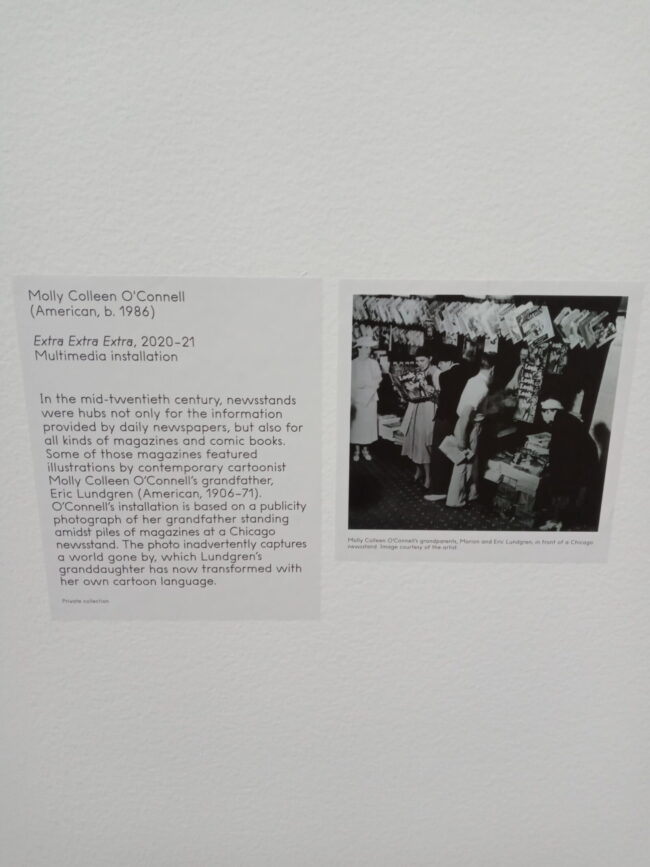 Molly Colleen O'Connell
(American, b. 1986)
Extra Extra Extra, 2020–21
Multimedia installation
In the mid-twentieth century, newsstands
were hubs not only for the information
provided by daily newspapers, but also for
all kinds of magazines and comic books.
Some of those magazines featured
illustrations by contemporary cartoonist
Molly Colleen O'Connell's grandfather,
Eric Lundgren (American, 1906–71).
O'Connell's installation is based on a publicity
photograph of her grandfather standing
amidst piles of magazines at a Chicago
newsstand. The photo inadvertently captures
a world gone by, which Lundgren's
granddaughter has now transformed with
her own cartoon language.
Private collection
Look
Look
Look
Look
Molly Colleen O'Connell's grandparents, Marion and Eric Lundgren, in front of a Chicago
newsstand. Image courtesy of the artist